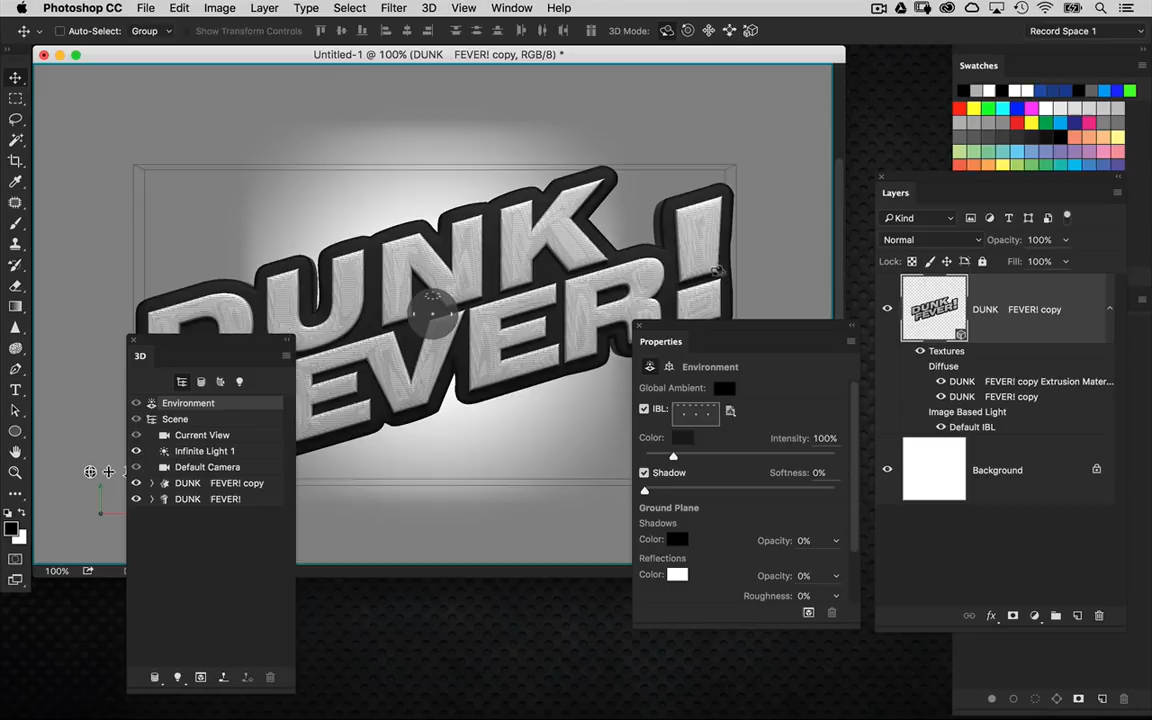 Photoshop CC File Edit Image Layer Type Select Filter 3D View Window Help
Auto-Select: Group Show Transform Controls 3D Mode: Record Space 1
Untitled-1 @ 100% (DUNK FEVER! copy, RGB/8) *
Swatches
DUNK
FEVER!
Layers
Kind
Normal Opacity: 100%
Lock: Fill: 100%
DUNK FEVER! copy
Textures
Diffuse
DUNK FEVER! copy Extrusion Mater...
DUNK FEVER! copy
Image Based Light
Default IBL
Background
3D
Environment
Scene
Current View
Infinite Light 1
Default Camera
DUNK FEVER! copy
DUNK FEVER!
Properties
Environment
Global Ambient:
IBL:
Color: Intensity: 100%
Shadow Softness: 0%
Ground Plane
Shadows
Color: Opacity: 0%
Reflections
Color: Opacity: 0%
Roughness: 0%
100%